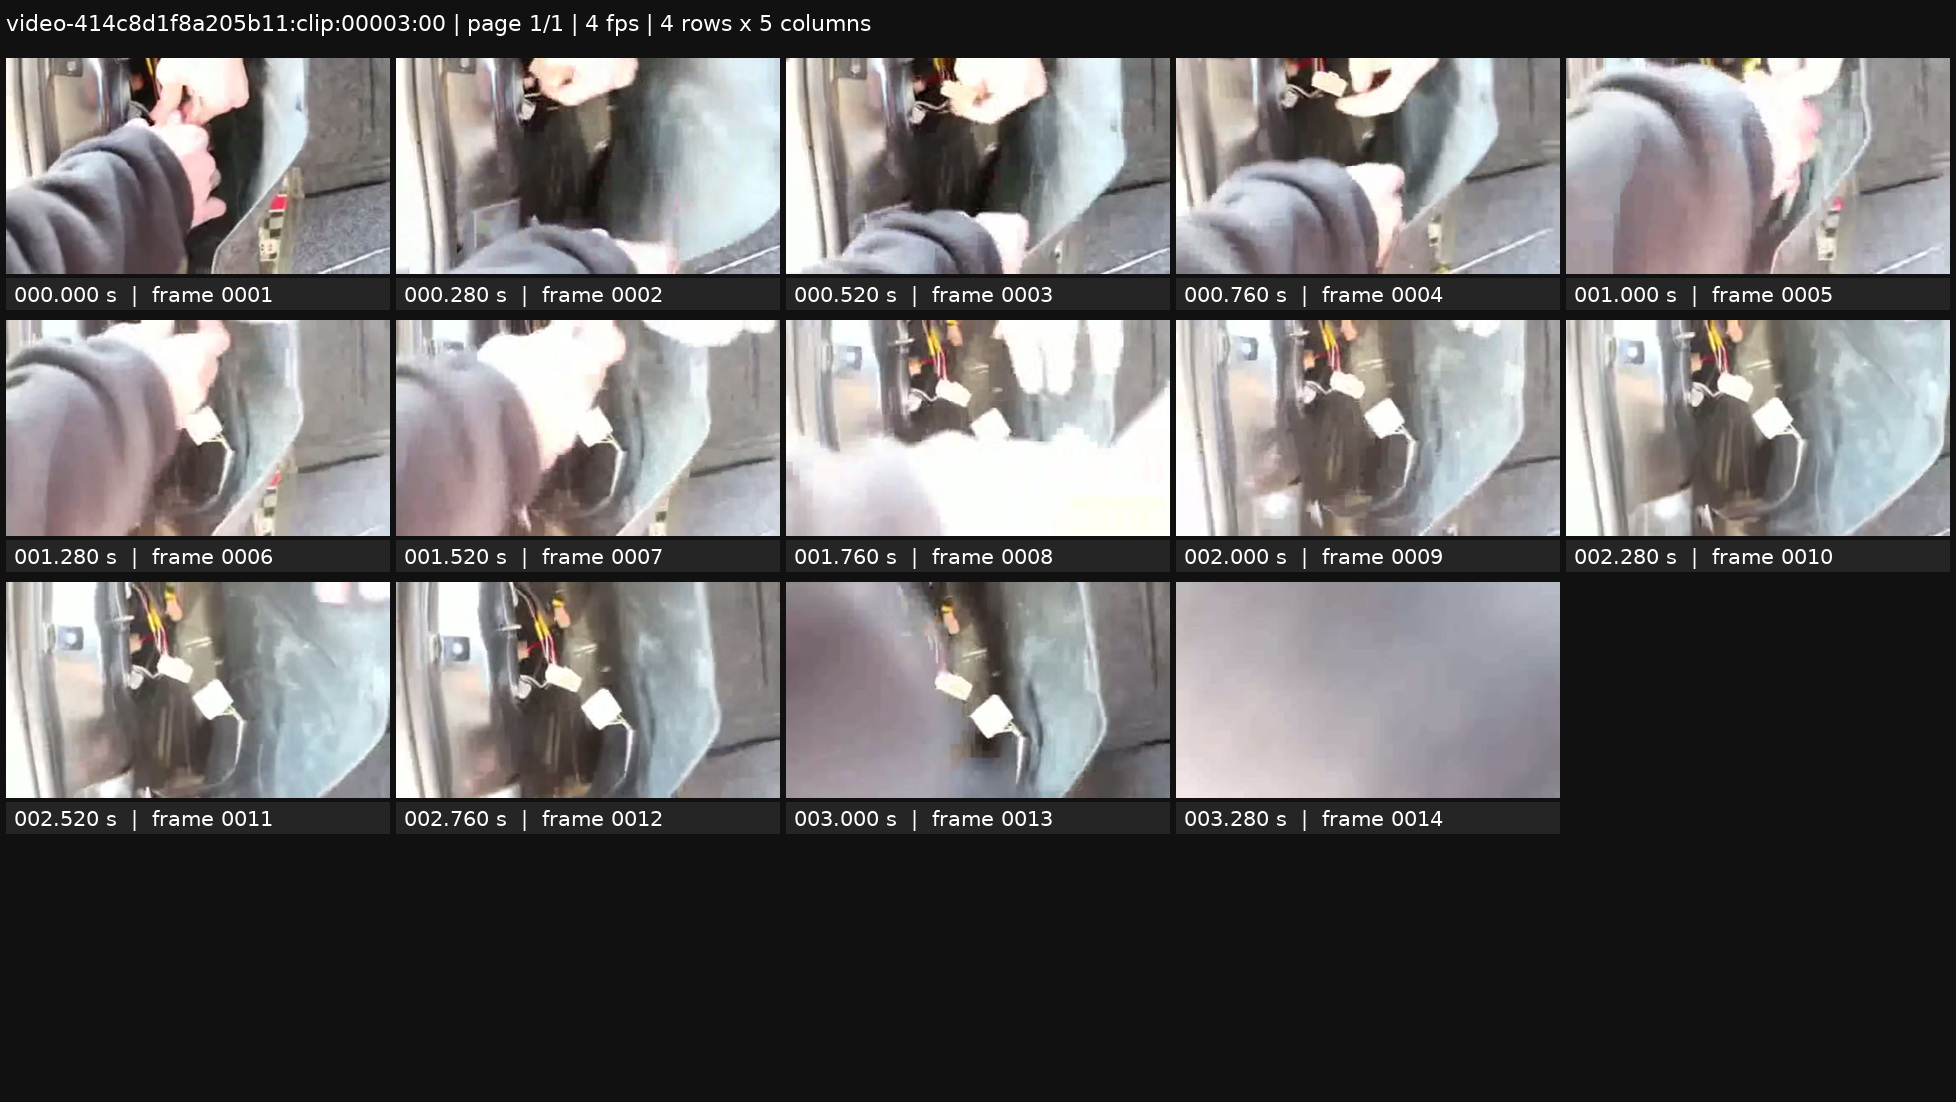 video-414c8d1f8a205b11:clip:00003:00 | page 1/1 | 4 fps | 4 rows x 5 columns
000.000 s | frame 0001
000.280 s | frame 0002
000.520 s | frame 0003
000.760 s | frame 0004
001.000 s | frame 0005
001.280 s | frame 0006
001.520 s | frame 0007
001.760 s | frame 0008
002.000 s | frame 0009
002.280 s | frame 0010
002.520 s | frame 0011
002.760 s | frame 0012
003.000 s | frame 0013
003.280 s | frame 0014